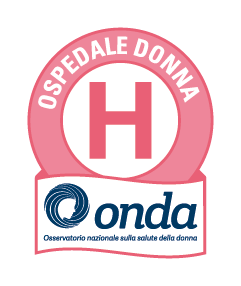 OSPEDALE DONNA
H
onda
Osservatorio nazionale sulla salute della donna